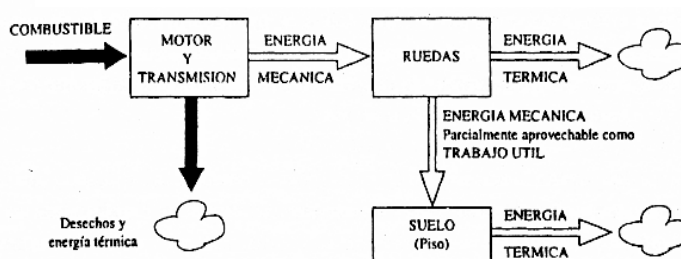 COMBUSTIBLE
MOTOR
Y
TRANSMISION
ENERGIA
MECANICA
RUEDAS
ENERGIA
TERMICA
ENERGIA MECANICA
Parcialmente aprovechable como
TRABAJO UTIL
Desechos y
energía térmica
SUELO
(Piso)
ENERGIA
TERMICA